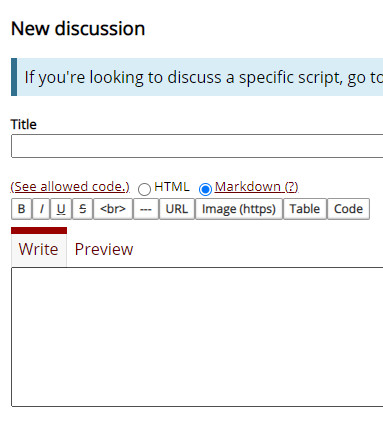 New discussion
If you're looking to discuss a specific script, go to
Title
(See allowed code.) HTML Markdown (?)
B I U S <br> --- URL Image (https) Table Code
Write Preview